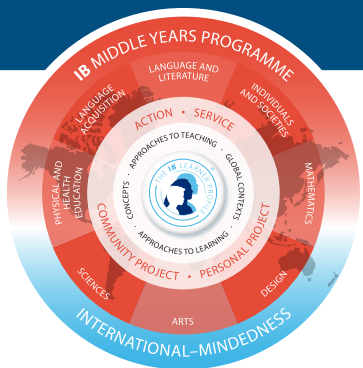 IB MIDDLE YEARS PROGRAMME
LANGUAGE AND
LITERATURE
LANGUAGE
ACQUISITION
INDIVIDUALS
AND SOCIETIES
PHYSICAL AND
HEALTH
EDUCATION
MATHEMATICS
SCIENCES
DESIGN
ARTS
ACTION • SERVICE
COMMUNITY PROJECT • PERSONAL PROJECT
APPROACHES TO TEACHING
GLOBAL CONTEXTS
CONCEPTS
APPROACHES TO LEARNING
THE IB LEARNER PROFILE
INTERNATIONAL–MINDEDNESS